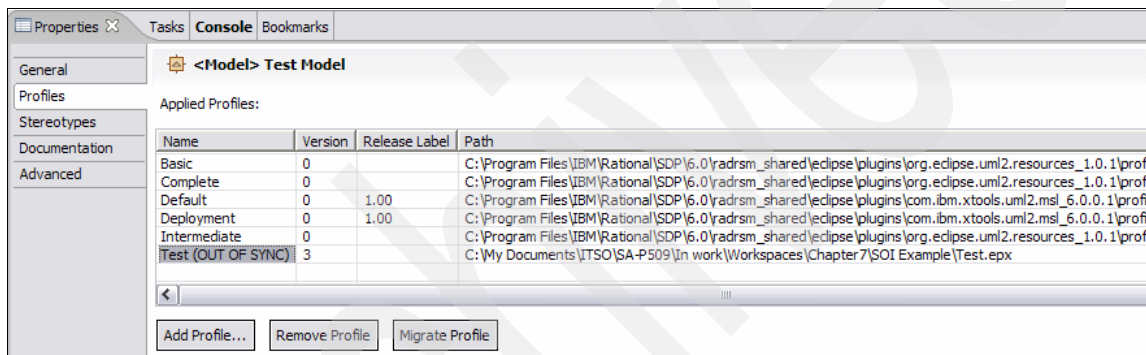 Properties Tasks Console Bookmarks
<Model> Test Model
General
Profiles
Stereotypes
Documentation
Advanced
Applied Profiles:
Name Version Release Label Path
Basic 0 C:\Program Files\IBM\Rational\SDP\6.0\radrsm_shared\eclipse\plugins\org.eclipse.uml2.resources_1.0.1\prof
Complete 0 C:\Program Files\IBM\Rational\SDP\6.0\radrsm_shared\eclipse\plugins\org.eclipse.uml2.resources_1.0.1\prof
Default 0 1.00 C:\Program Files\IBM\Rational\SDP\6.0\radrsm_shared\eclipse\plugins\com.ibm.xtools.uml2.msl_6.0.0.1\profi
Deployment 0 1.00 C:\Program Files\IBM\Rational\SDP\6.0\radrsm_shared\eclipse\plugins\com.ibm.xtools.uml2.msl_6.0.0.1\profi
Intermediate 0 C:\Program Files\IBM\Rational\SDP\6.0\radrsm_shared\eclipse\plugins\org.eclipse.uml2.resources_1.0.1\prof
Test (OUT OF SYNC) 3 C:\My Documents\ITSO\SA-P509\In work\Workspaces\Chapter7\SOI Example\Test.epx
Add Profile... Remove Profile Migrate Profile